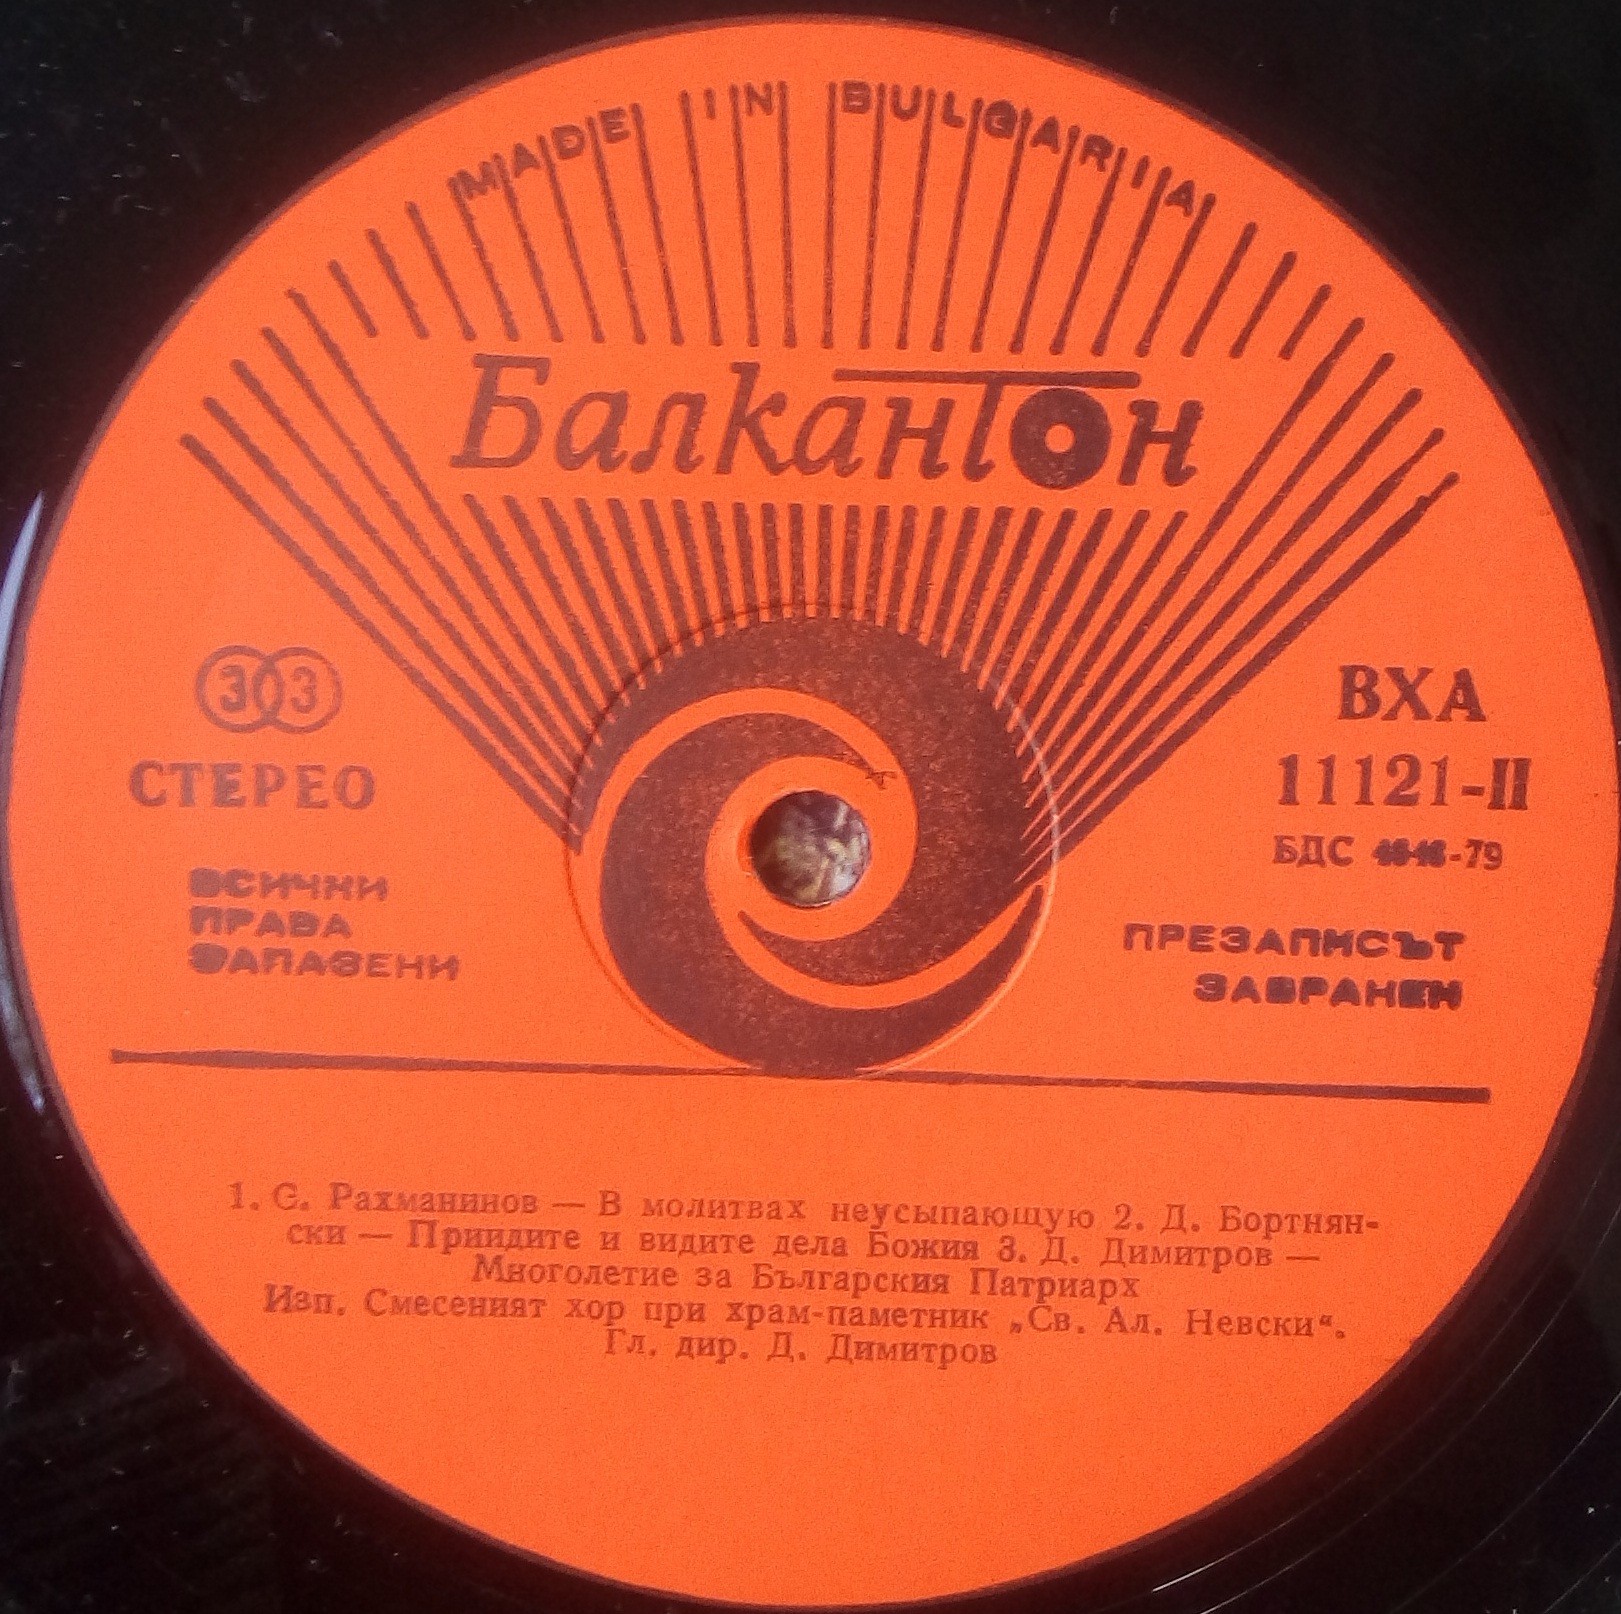 MADE IN BULGARIA
Балкантон
33
СТЕРЕО
ВСИЧКИ
ПРАВА
ЗАПАЗЕНИ
ВХА
11121-II
БДС -79
ПРЕЗАПИСЪТ
ЗАБРАНЕН
1. С. Рахманинов — В молитвах неусыпающую 2. Д. Бортнян-
ски — Приидите и видите дела Божия 3. Д. Димитров —
Многолетие за Българския Патриарх
Изп. Смесеният хор при храм-паметник „Св. Ал. Невски“.
Гл. дир. Д. Димитров